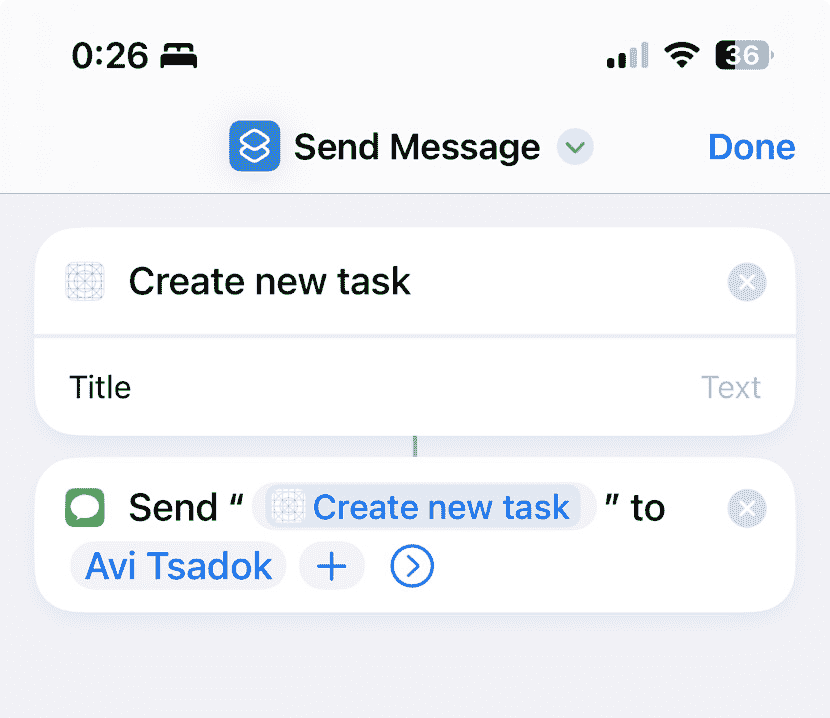 0:26 36
Send Message Done
Create new task
Title Text
Send “ Create new task ” to
Avi Tsadok +